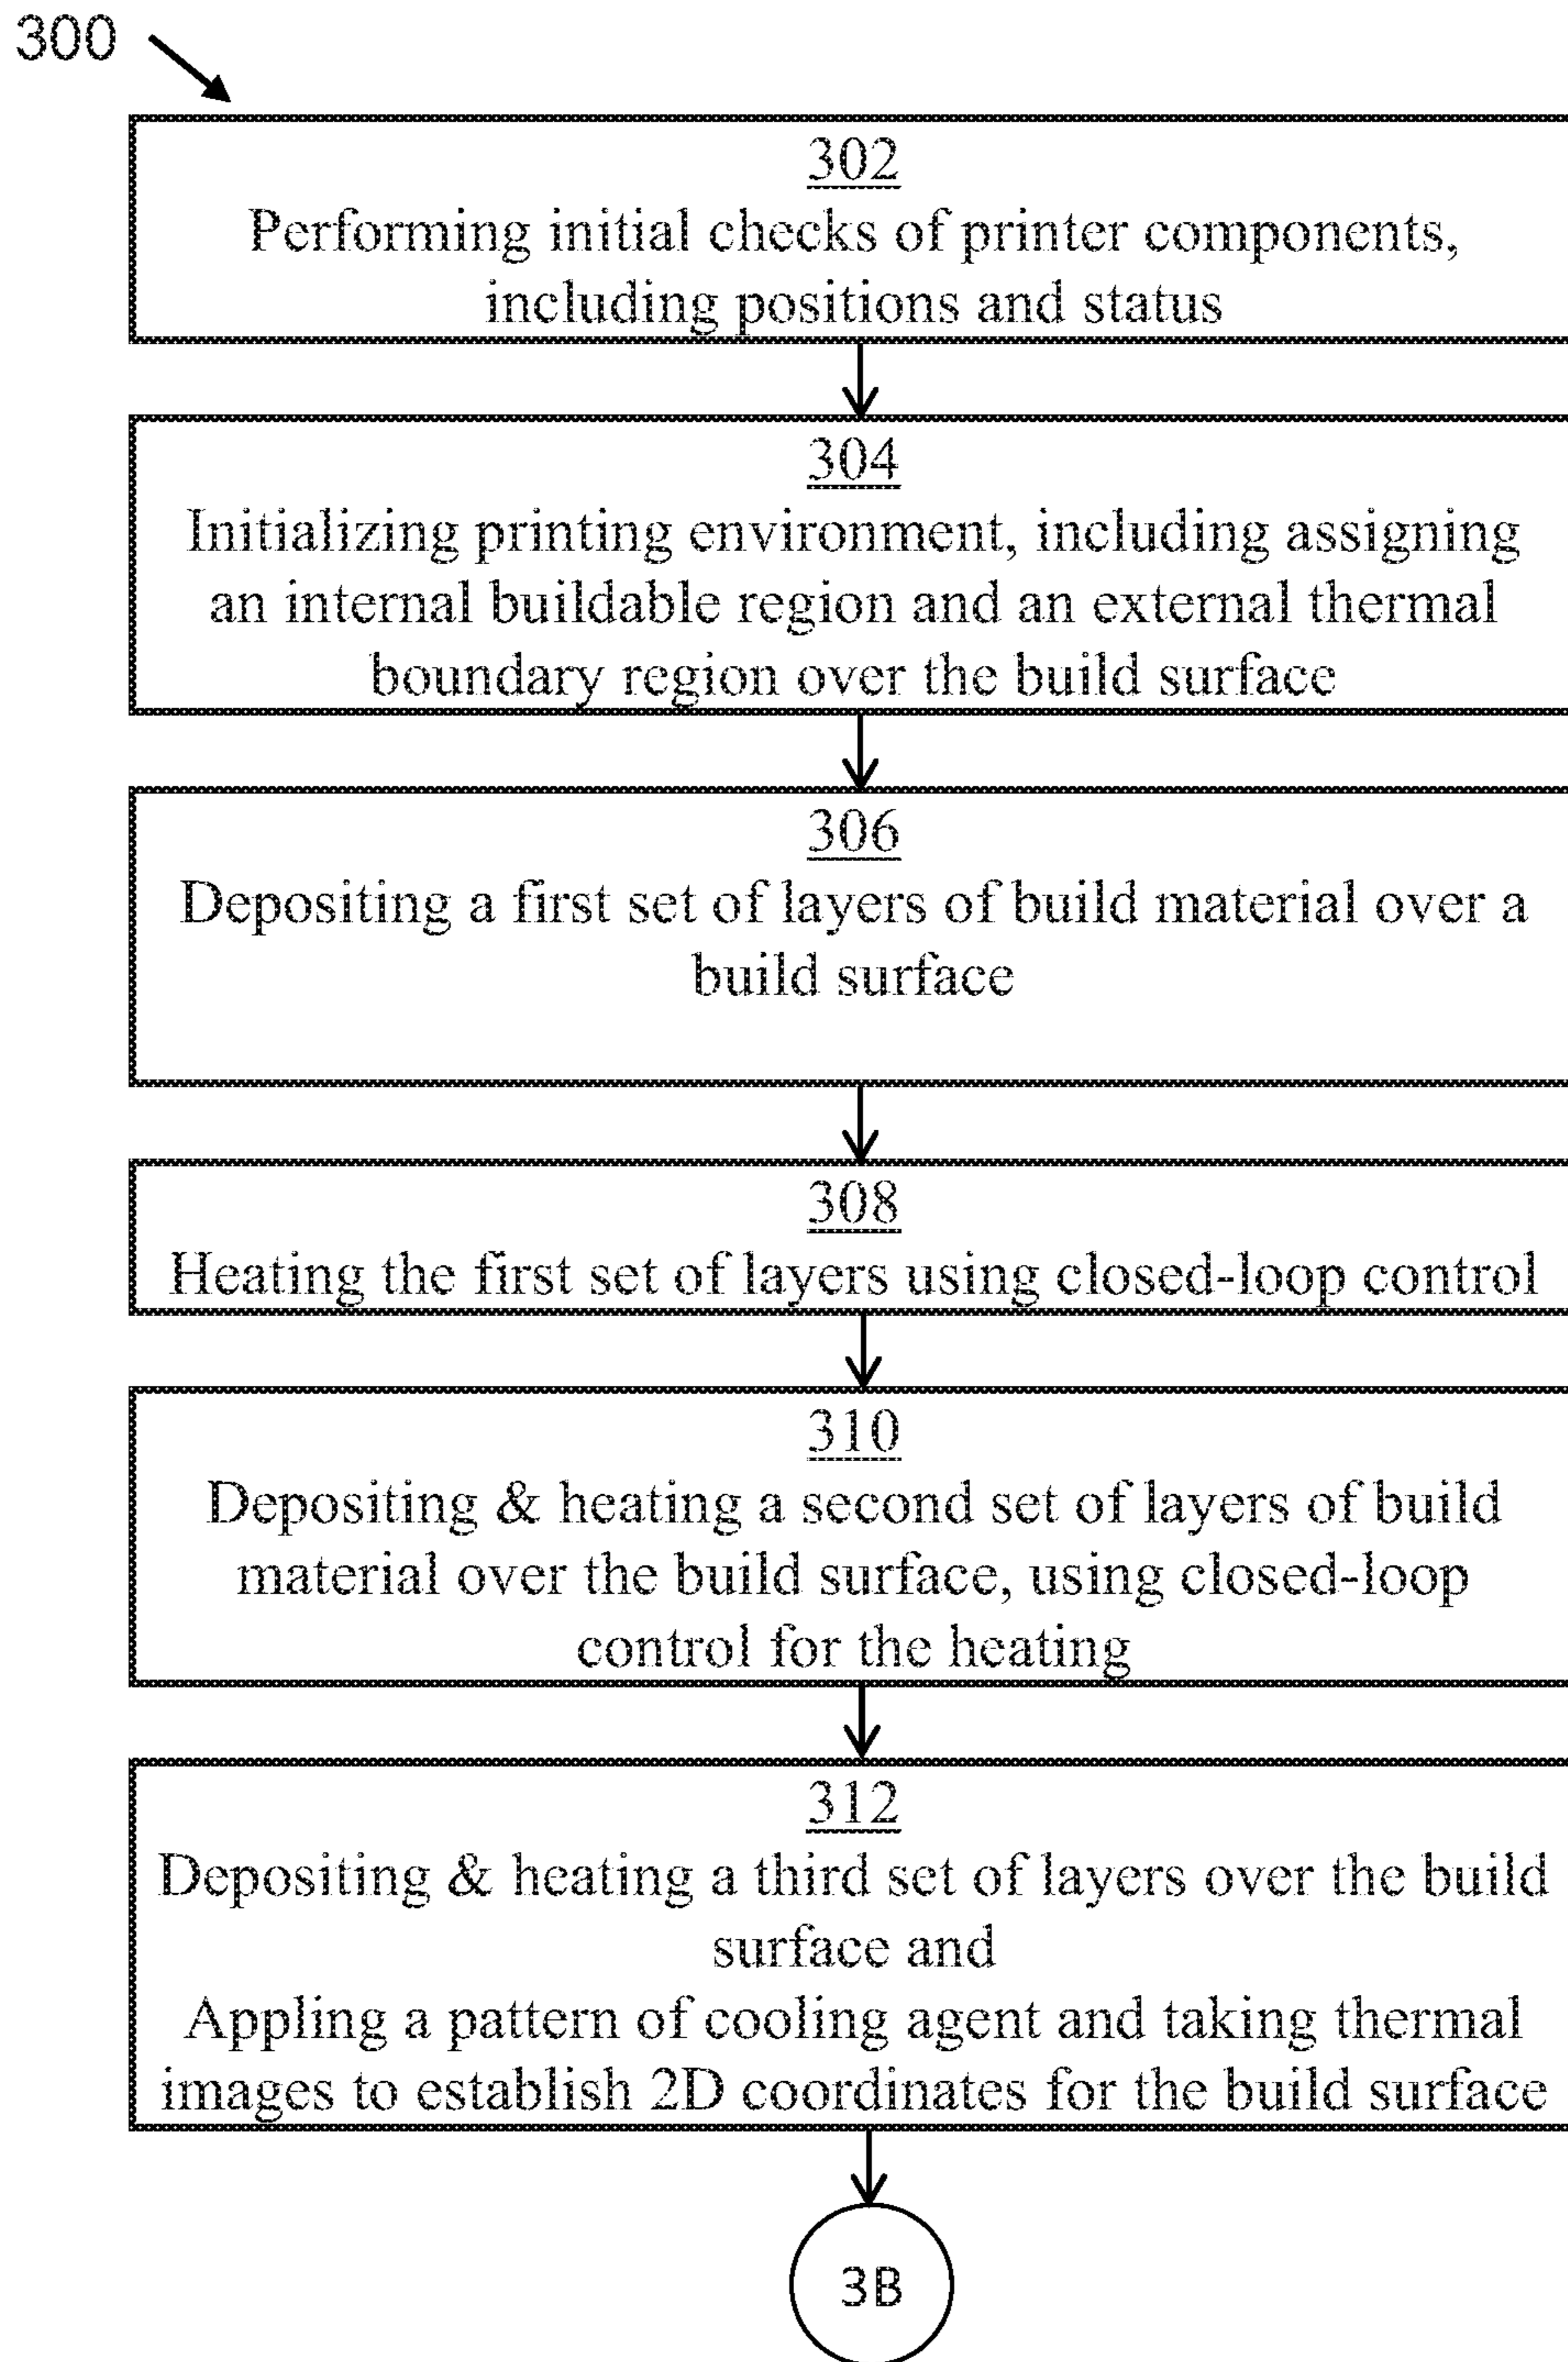 300
302
Performing initial checks of printer components,
including positions and status
304
Initializing printing environment, including assigning
an internal buildable region and an external thermal
boundary region over the build surface
306
Depositing a first set of layers of build material over a
build surface
308
Heating the first set of layers using closed-loop control
310
Depositing & heating a second set of layers of build
material over the build surface, using closed-loop
control for the heating
312
Depositing & heating a third set of layers over the build
surface and
Appling a pattern of cooling agent and taking thermal
images to establish 2D coordinates for the build surface
3B